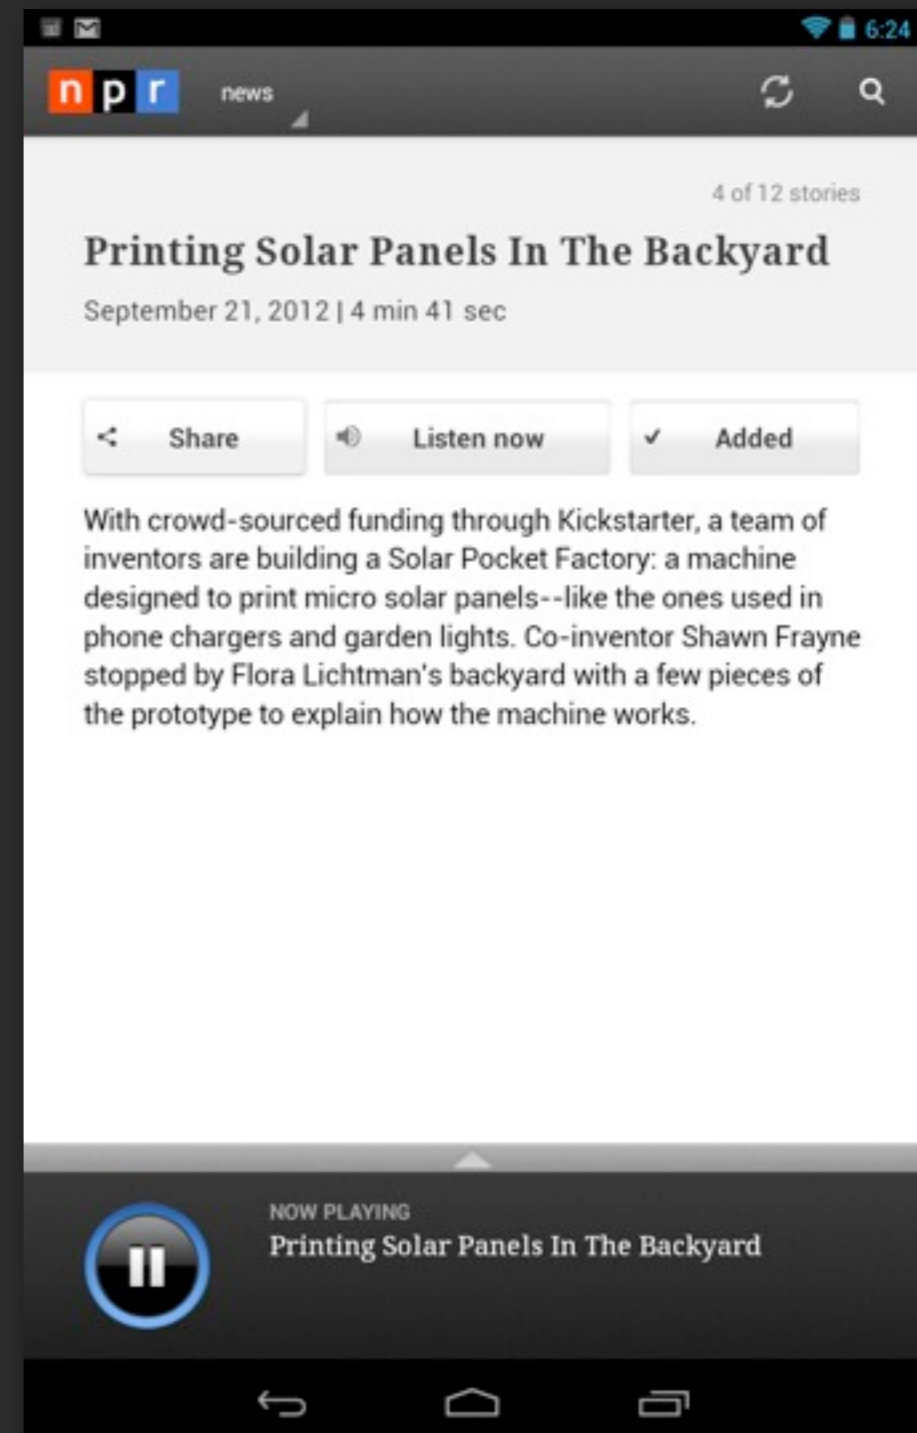 6:24
npr news
4 of 12 stories
Printing Solar Panels In The Backyard
September 21, 2012 | 4 min 41 sec
Share Listen now Added
With crowd-sourced funding through Kickstarter, a team of
inventors are building a Solar Pocket Factory: a machine
designed to print micro solar panels--like the ones used in
phone chargers and garden lights. Co-inventor Shawn Frayne
stopped by Flora Lichtman's backyard with a few pieces of
the prototype to explain how the machine works.
NOW PLAYING
Printing Solar Panels In The Backyard